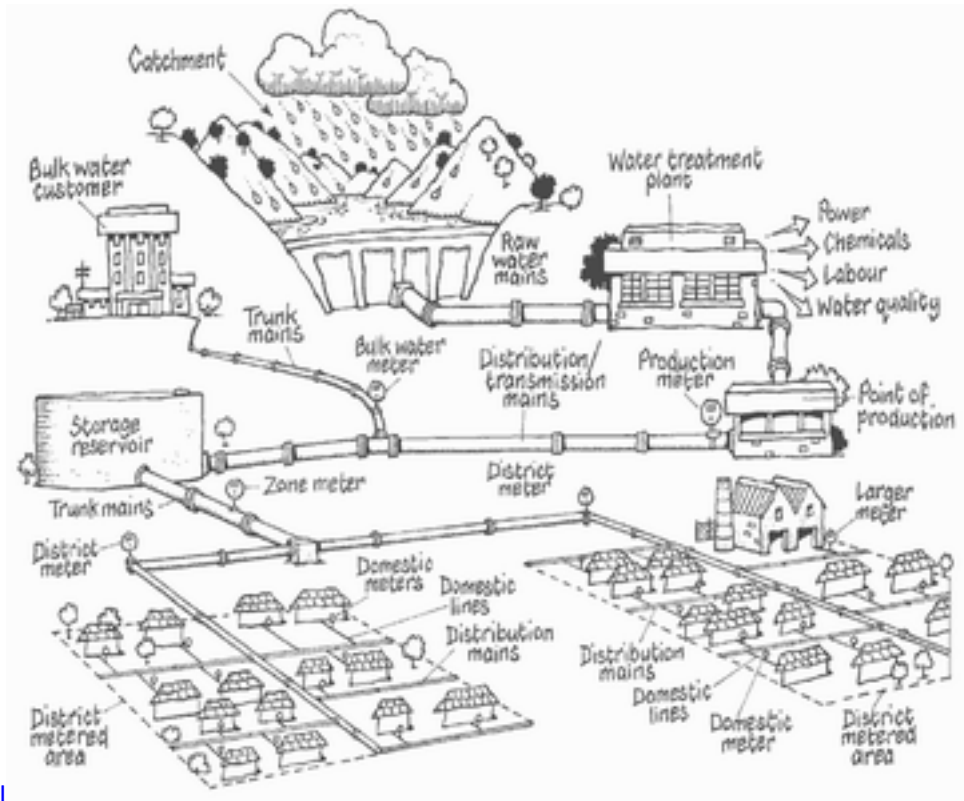 Catchment
Bulk water
customer
Water treatment
plant
Power
Chemicals
Labour
Water quality
Raw
water
mains
Trunk
mains
Bulk water
meter
Distribution/
transmission
mains
Production
meter
Point of
production
Storage
reservoir
Zone meter
District
meter
Larger
meter
Trunk mains
District
meter
Domestic
meters
Domestic
lines
Distribution
mains
Distribution
mains
Domestic
lines
Domestic
meter
District
metered
area
District
metered
area